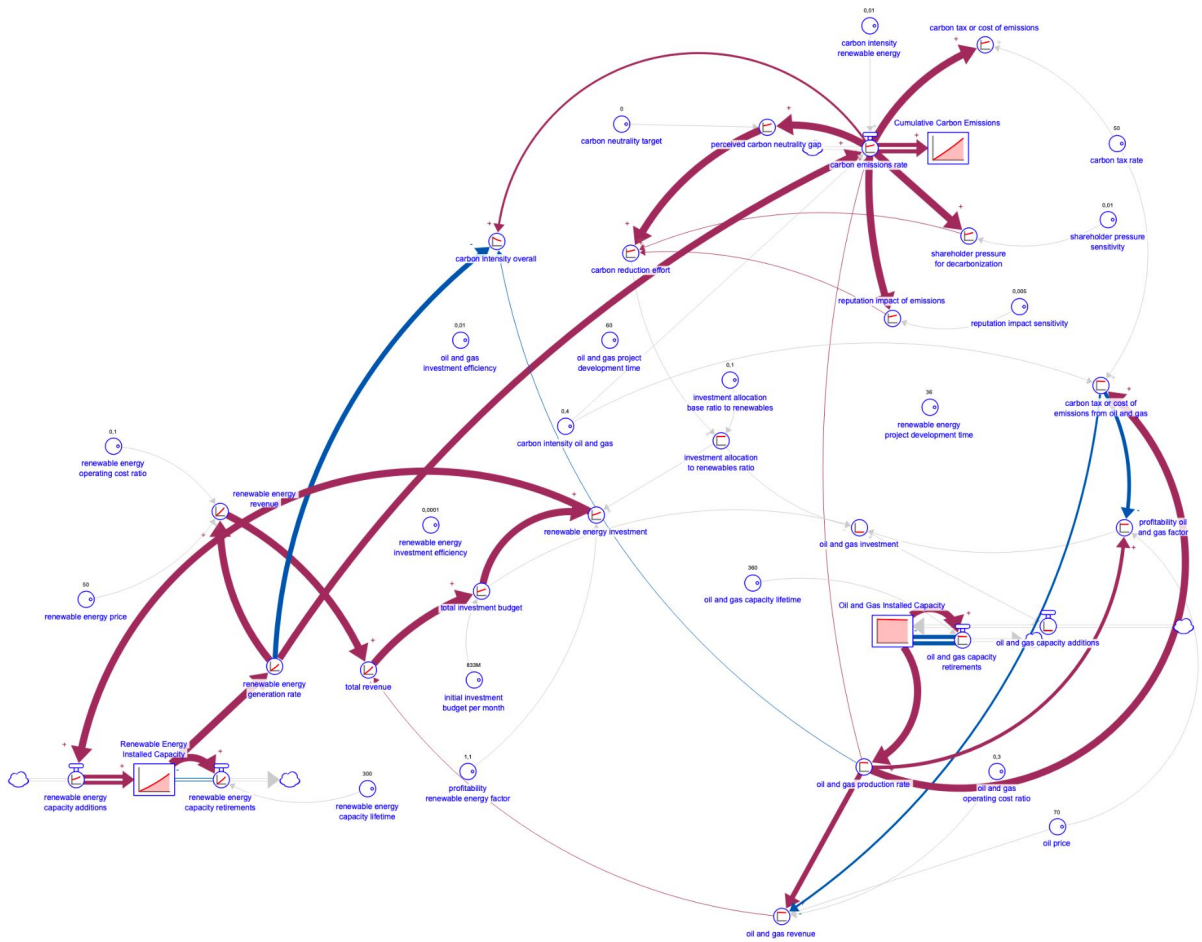 0,01
carbon intensity
renewable energy
carbon tax or cost of emissions
0
carbon neutrality target
perceived carbon neutrality gap
Cumulative Carbon Emissions
carbon emissions rate
50
carbon tax rate
0,01
shareholder pressure
sensitivity
shareholder pressure
for decarbonization
carbon intensity overall
carbon reduction effort
reputation impact of emissions
0,005
reputation impact sensitivity
0,01
oil and gas
investment efficiency
60
oil and gas project
development time
0,1
investment allocation
base ratio to renewables
36
renewable energy
project development time
carbon tax or cost of
emissions from oil and gas
0,4
carbon intensity oil and gas
investment allocation
to renewables ratio
0,1
renewable energy
operating cost ratio
renewable energy
revenue
0,0001
renewable energy
investment efficiency
renewable energy investment
oil and gas investment
profitability oil
and gas factor
50
renewable energy price
total investment budget
360
oil and gas capacity lifetime
Oil and Gas Installed Capacity
oil and gas capacity additions
oil and gas capacity
retirements
renewable energy
generation rate
total revenue
833M
initial investment
budget per month
Renewable Energy
Installed Capacity
renewable energy
capacity additions
renewable energy
capacity retirements
300
renewable energy
capacity lifetime
1,1
profitability
renewable energy factor
oil and gas production rate
0,3
oil and gas
operating cost ratio
70
oil price
oil and gas revenue